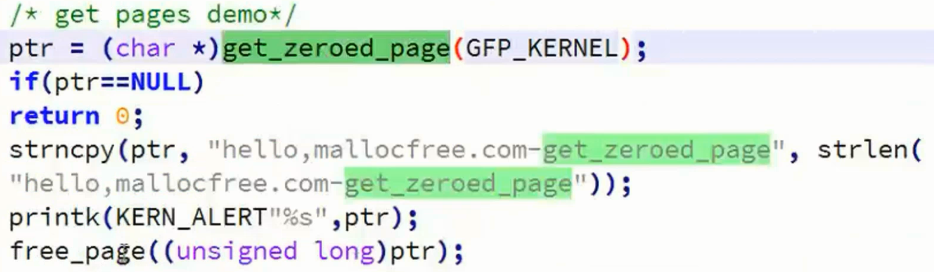 /* get pages demo*/
ptr = (char *)get_zeroed_page(GFP_KERNEL);
if(ptr==NULL)
return 0;
strncpy(ptr, "hello,mallocfree.com-get_zeroed_page", strlen(
"hello,mallocfree.com-get_zeroed_page"));
printk(KERN_ALERT"%s",ptr);
free_page((unsigned long)ptr);